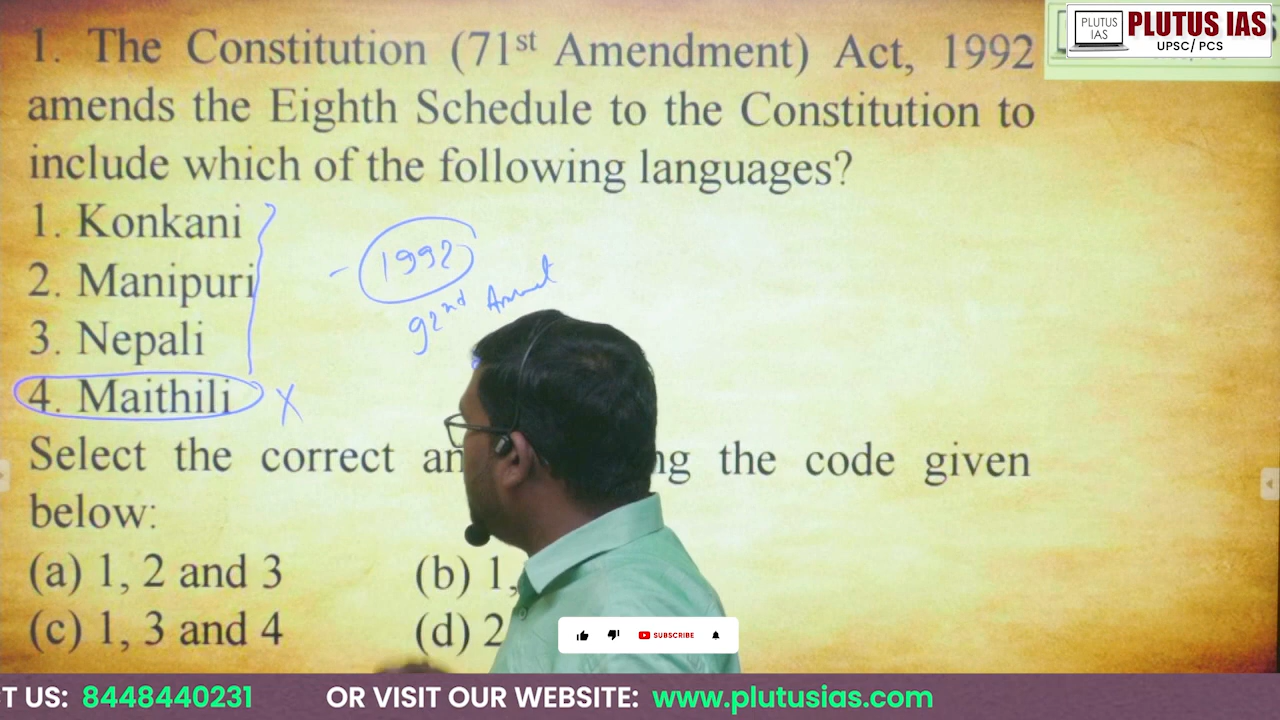 1. The Constitution (71st Amendment) Act, 1992
amends the Eighth Schedule to the Constitution to
include which of the following languages?
1. Konkani
2. Manipuri
3. Nepali
4. Maithili X
1992
92nd
Select the correct the code given
below:
(a) 1, 2 and 3 (b) 1,
(c) 1, 3 and 4 (d) 2
PLUTUS IAS
PLUTUS IAS
UPSC/ PCS
SUBSCRIBE
T US: 8448440231 OR VISIT OUR WEBSITE: www.plutusias.com